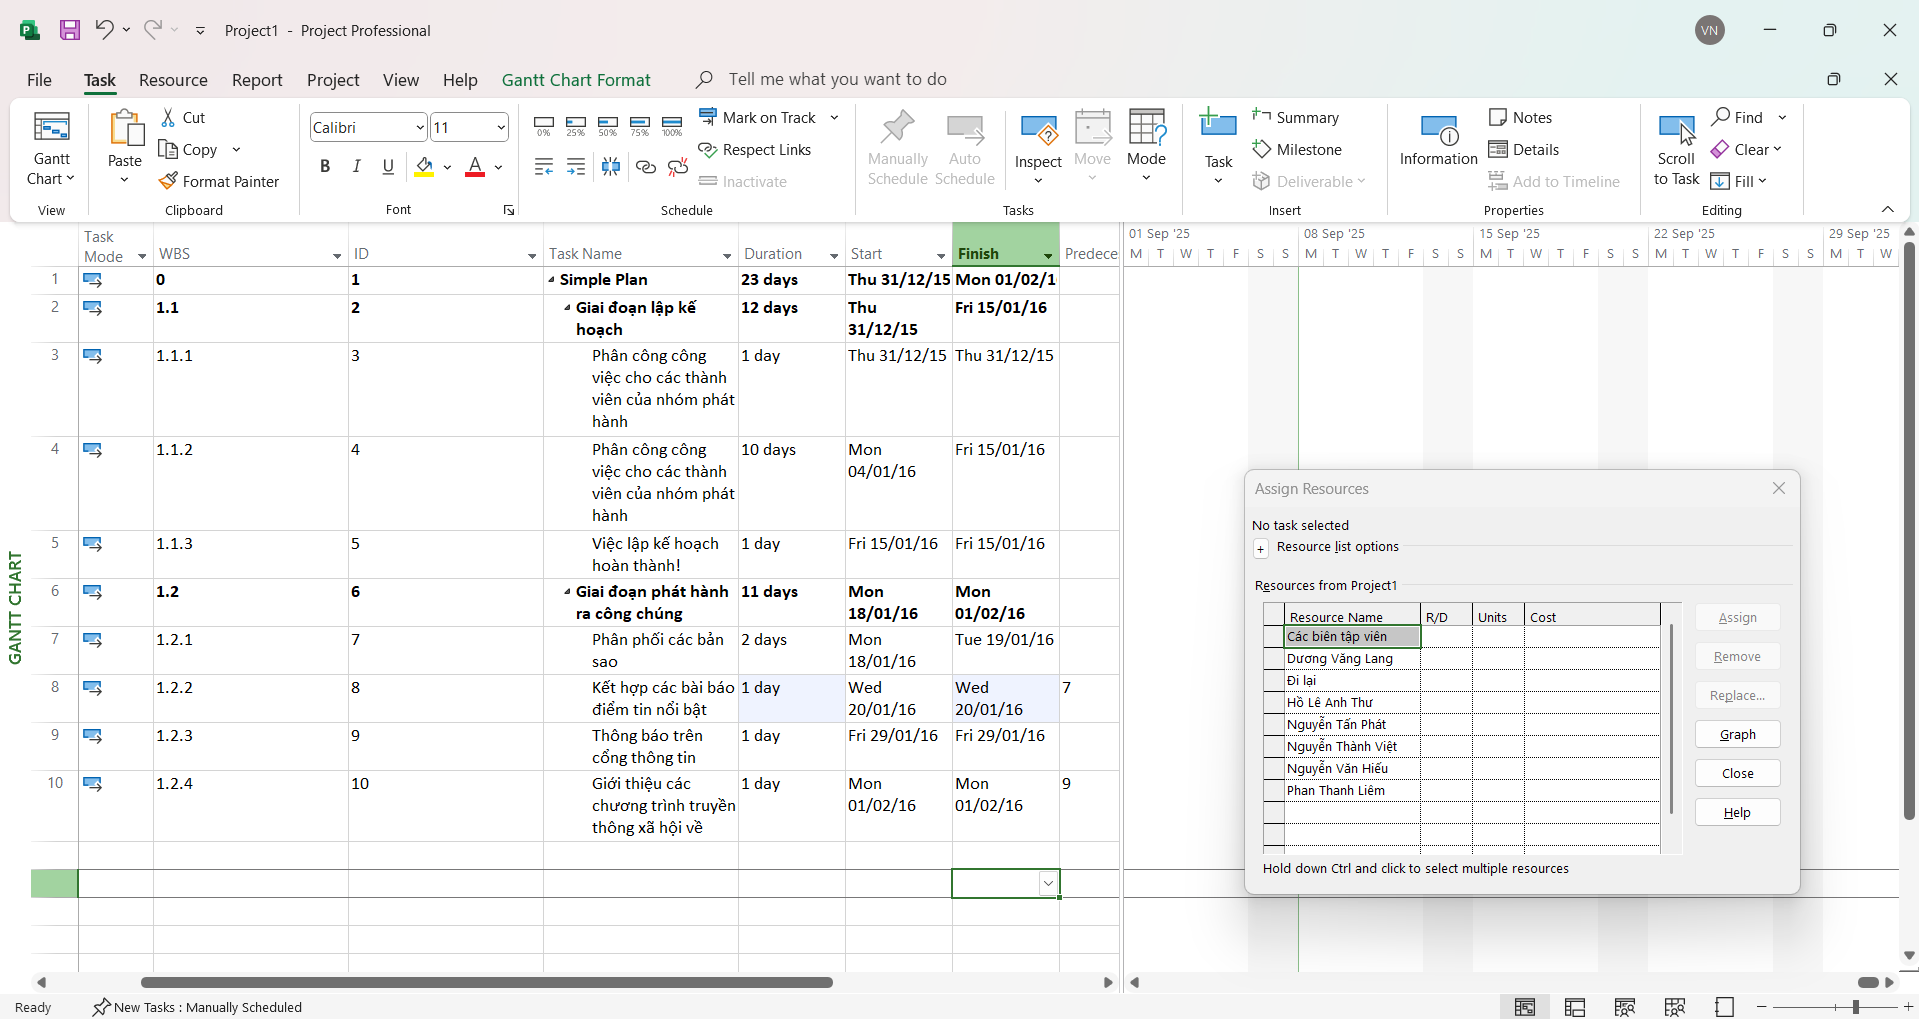 Project1 - Project Professional
VN
File Task Resource Report Project View Help Gantt Chart Format Tell me what you want to do
Gantt Chart
View
Paste
Cut
Copy
Format Painter
Clipboard
Calibri 11
B I U A
Font
0% 25% 50% 75% 100%
Mark on Track
Respect Links
Inactivate
Schedule
Manually Schedule
Auto Schedule
Inspect
Move
Mode
Tasks
Task
Summary
Milestone
Deliverable
Insert
Information
Notes
Details
Add to Timeline
Properties
Scroll to Task
Find
Clear
Fill
Editing
GANTT CHART
Task Mode WBS ID Task Name Duration Start Finish Predece
1 0 1 Simple Plan 23 days Thu 31/12/15 Mon 01/02/1
2 1.1 2 Giai đoạn lập kế hoạch 12 days Thu 31/12/15 Fri 15/01/16
3 1.1.1 3 Phân công công việc cho các thành viên của nhóm phát hành 1 day Thu 31/12/15 Thu 31/12/15
4 1.1.2 4 Phân công công việc cho các thành viên của nhóm phát hành 10 days Mon 04/01/16 Fri 15/01/16
5 1.1.3 5 Việc lập kế hoạch hoàn thành! 1 day Fri 15/01/16 Fri 15/01/16
6 1.2 6 Giai đoạn phát hành ra công chúng 11 days Mon 18/01/16 Mon 01/02/16
7 1.2.1 7 Phân phối các bản sao 2 days Mon 18/01/16 Tue 19/01/16
8 1.2.2 8 Kết hợp các bài báo điểm tin nổi bật 1 day Wed 20/01/16 Wed 20/01/16 7
9 1.2.3 9 Thông báo trên cổng thông tin 1 day Fri 29/01/16 Fri 29/01/16
10 1.2.4 10 Giới thiệu các chương trình truyền thông xã hội về 1 day Mon 01/02/16 Mon 01/02/16 9
01 Sep '25 08 Sep '25 15 Sep '25 22 Sep '25 29 Sep '25
M T W T F S S M T W T F S S M T W T F S S M T W T F S S M T W
Assign Resources
No task selected
+ Resource list options
Resources from Project1
Resource Name R/D Units Cost
Các biên tập viên
Dương Văng Lang
Đi lại
Hồ Lê Anh Thư
Nguyễn Tấn Phát
Nguyễn Thành Việt
Nguyễn Văn Hiếu
Phan Thanh Liêm
Assign
Remove
Replace...
Graph
Close
Help
Hold down Ctrl and click to select multiple resources
Ready New Tasks : Manually Scheduled